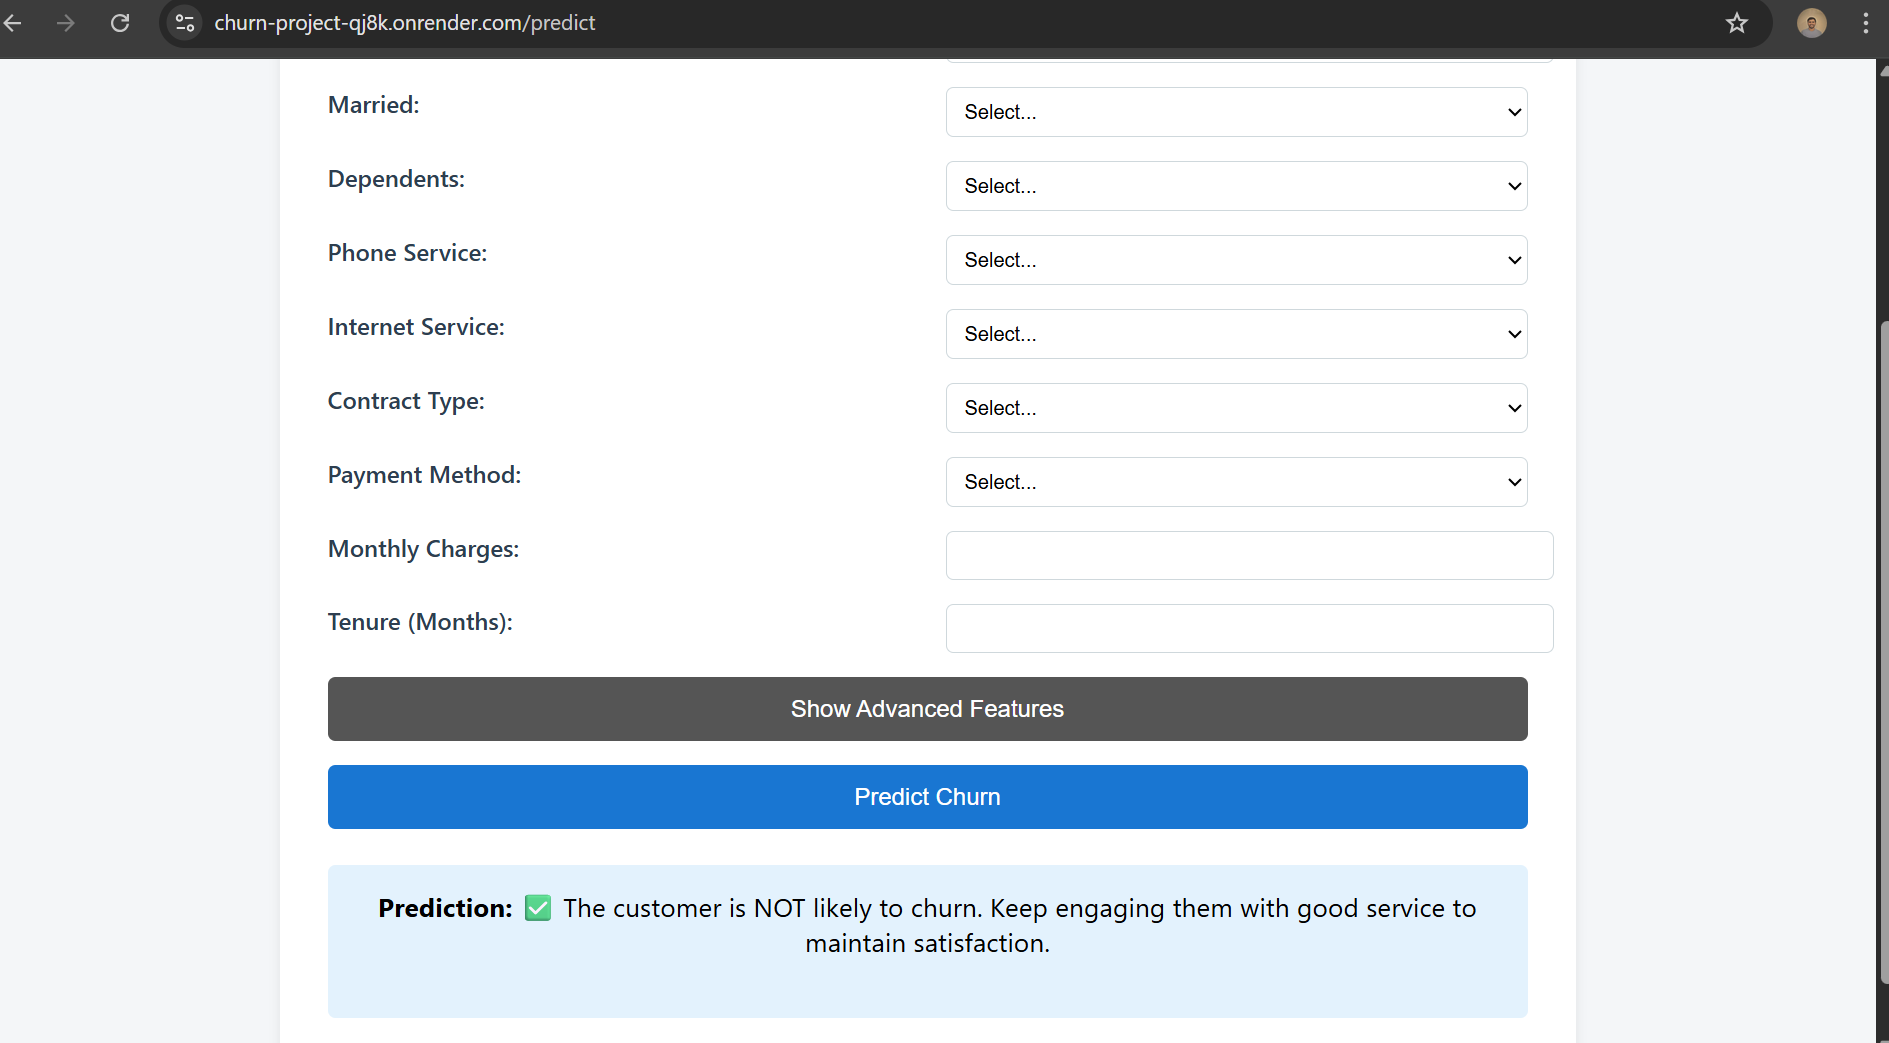 churn-project-qj8k.onrender.com/predict
Married: Select...
Dependents: Select...
Phone Service: Select...
Internet Service: Select...
Contract Type: Select...
Payment Method: Select...
Monthly Charges:
Tenure (Months):
Show Advanced Features
Predict Churn
Prediction: ✅ The customer is NOT likely to churn. Keep engaging them with good service to
maintain satisfaction.